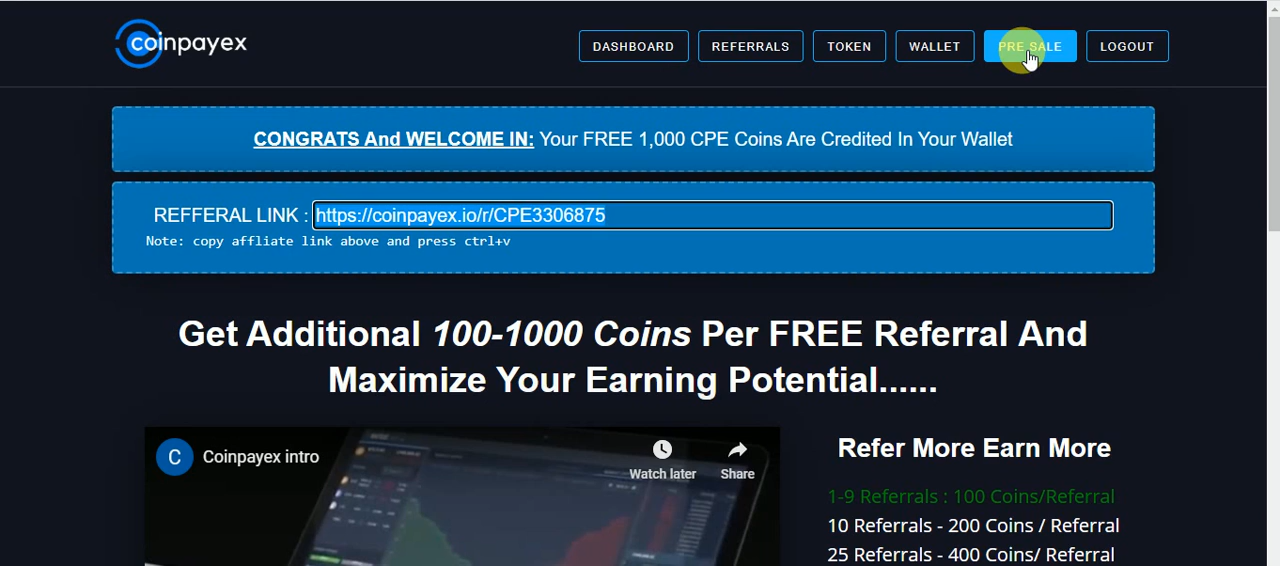 coinpayex
DASHBOARD
REFERRALS
TOKEN
WALLET
PRE SALE
LOGOUT
CONGRATS And WELCOME IN: Your FREE 1,000 CPE Coins Are Credited In Your Wallet
REFFERAL LINK : https://coinpayex.io/r/CPE3306875
Note: copy affliate link above and press ctrl+v
Get Additional 100-1000 Coins Per FREE Referral And
Maximize Your Earning Potential......
C Coinpayex intro
Watch later
Share
Refer More Earn More
1-9 Referrals : 100 Coins/Referral
10 Referrals - 200 Coins / Referral
25 Referrals - 400 Coins/ Referral